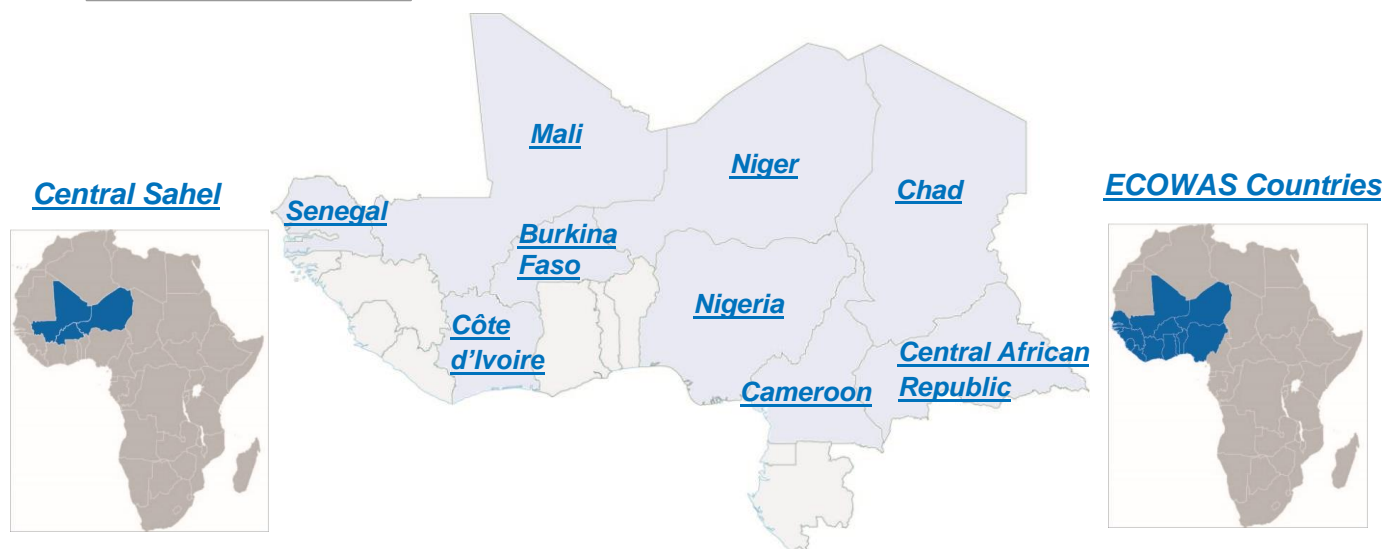 Central Sahel
Mali
Niger
Chad
Senegal
Burkina
Faso
Nigeria
Côte
d'Ivoire
Central African
Republic
Cameroon
ECOWAS Countries